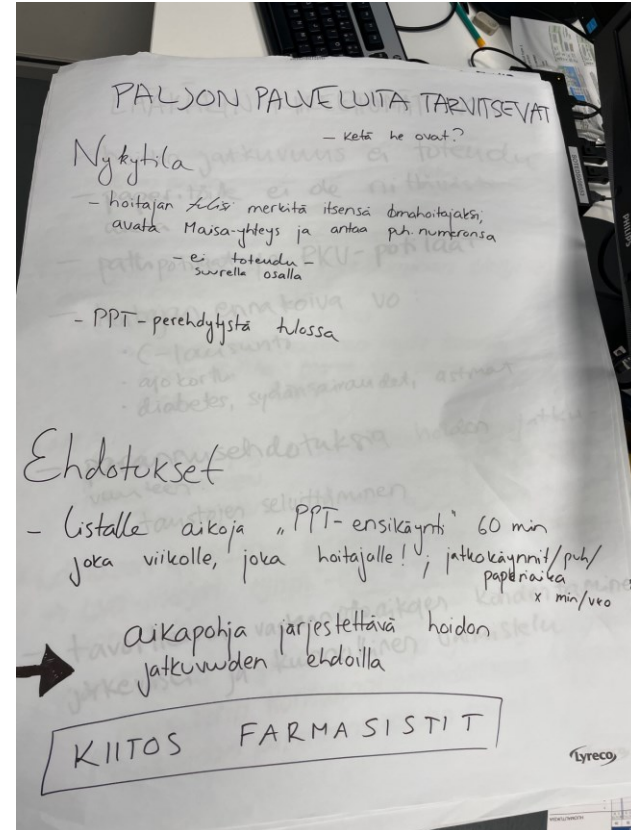 PALJON PALVELUITA TARVITSEVAT
- Ketä he ovat?
Nykytila
- hoitajan tulisi merkitä itsensä omahoitajaksi,
avata Maisa-yhteys ja antaa puh. numeronsa
- ei toteudu -
suurella osalla
- PPT-perehdytystä tulossa
Ehdotukset
- Listalle aikoja "PPT-ensikäynti" 60 min
joka viikolle, joka hoitajalle! ; jatkokäynnit/puh/
paperiaika
x min/vko
aikapohja järjestettävä hoidon
jatkuvuuden ehdoilla
KIITOS FARMASISTIT
Lyreco
PHILIPS